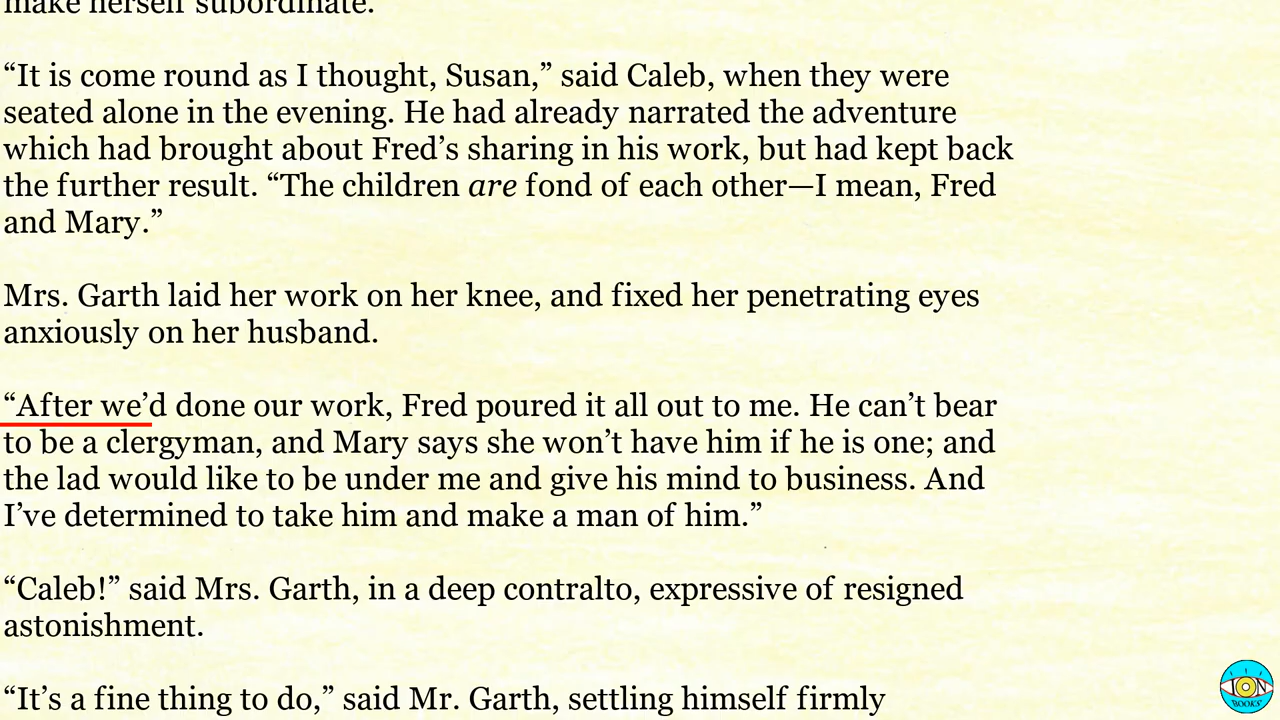 make herself subordinate.
“It is come round as I thought, Susan,” said Caleb, when they were
seated alone in the evening. He had already narrated the adventure
which had brought about Fred’s sharing in his work, but had kept back
the further result. “The children are fond of each other—I mean, Fred
and Mary.”
Mrs. Garth laid her work on her knee, and fixed her penetrating eyes
anxiously on her husband.
“After we’d done our work, Fred poured it all out to me. He can’t bear
to be a clergyman, and Mary says she won’t have him if he is one; and
the lad would like to be under me and give his mind to business. And
I’ve determined to take him and make a man of him.”
“Caleb!” said Mrs. Garth, in a deep contralto, expressive of resigned
astonishment.
“It’s a fine thing to do,” said Mr. Garth, settling himself firmly
I
ION
BOOKS